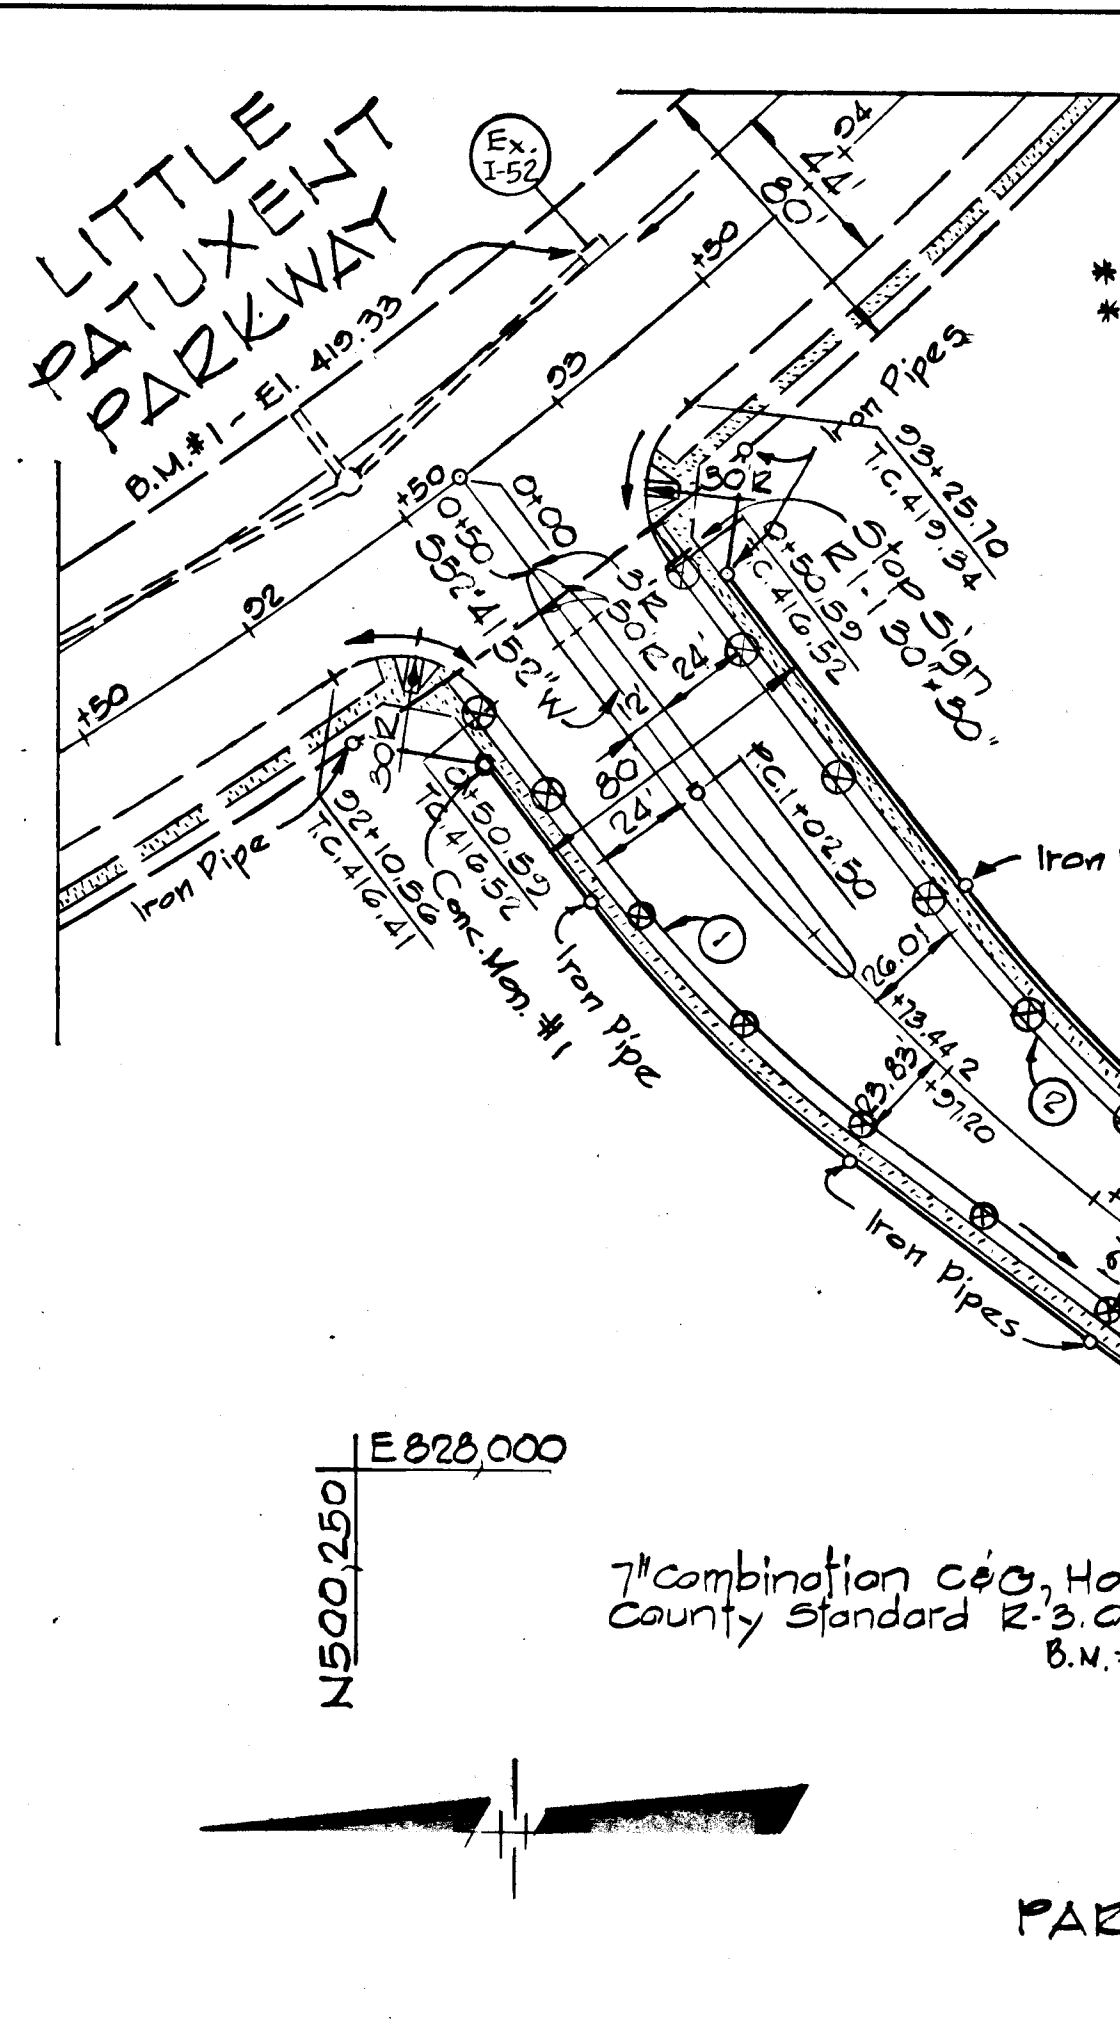 LITTLE
PATUXENT
PARKWAY
B.M.#1 ~ El. 419.33
Ex.
I-52
94
+
44'
80'
+50
93
+50
92
+50
0+00
0+50
S52°41'52"W
3'R
50'R
30'R
Iron Pipes
93+25.70
T.C. 419.34
Stop Sign
R1-1 30"x30"
0+50.59
T.C. 416.52
24'
12'
80'
24'
P.C. 1+02.50
30'R
92+10.56
T.C. 416.41
0+50.59
T.C. 416.52
Iron Pipe
Conc. Mon. #1
Iron Pipe
1
Iron
26.0'
+73.44
2
23.83'
+97.20
2
Iron Pipes
E 828,000
N 500,250
7" Combination C&G, Ho
County Standard R-3.
B.M.
PAR
*
*